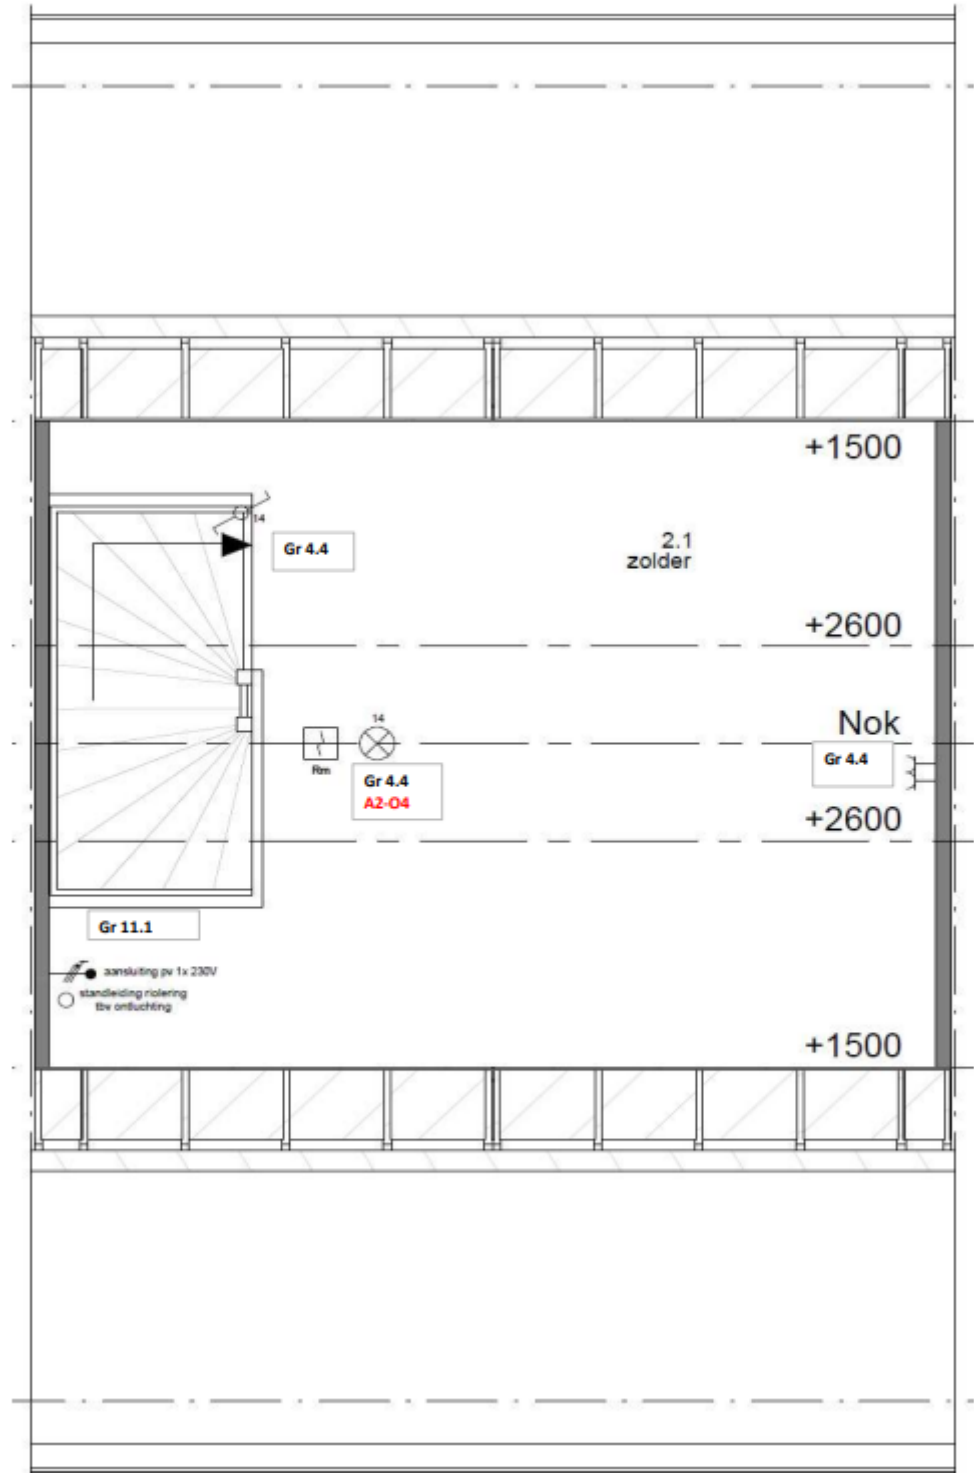 +1500
14
Gr 4.4
2.1
zolder
+2600
Nok
14
Rm
Gr 4.4
A2-O4
Gr 4.4
+2600
Gr 11.1
aansluiting pv 1x 230V
standleiding riolering
tbv ontluchting
+1500